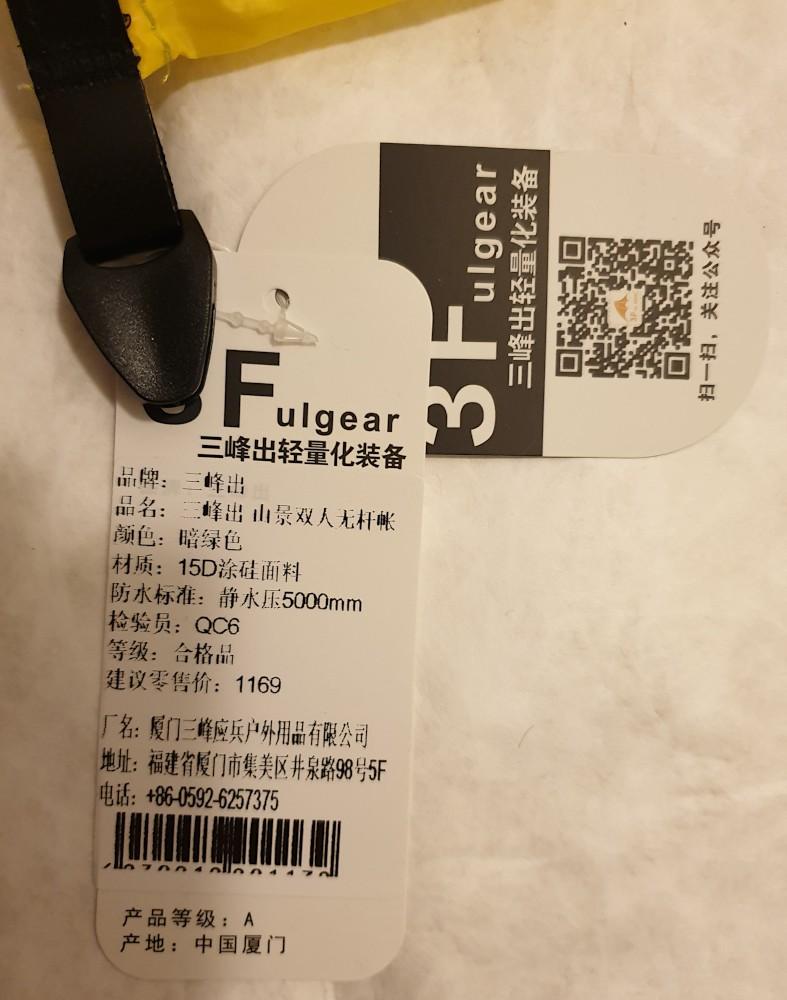 3F ulgear
三峰出轻量化装备
扫一扫，关注公众号
F ulgear
三峰出轻量化装备
品牌：三峰出
品名：三峰出 山景双人无杆帐
颜色：暗绿色
材质：15D涂硅面料
防水标准：静水压5000mm
检验员：QC6
等级：合格品
建议零售价：1169
厂名：厦门三峰应兵户外用品有限公司
地址：福建省厦门市集美区井泉路98号5F
电话：+86-0592-6257375
产品等级：A
产地：中国厦门